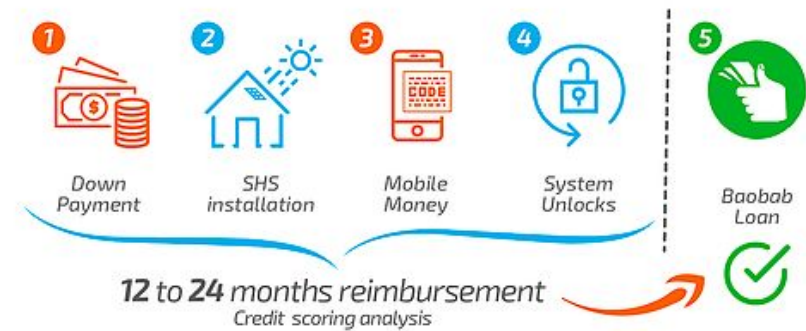 1
2
3
4
5
$
CODE
Down
Payment
SHS
installation
Mobile
Money
System
Unlocks
Baobab
Loan
12 to 24 months reimbursement
Credit scoring analysis